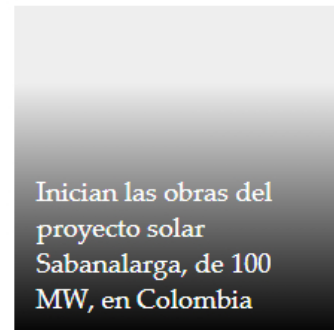 Inician las obras del
proyecto solar
Sabanalarga, de 100
MW, en Colombia